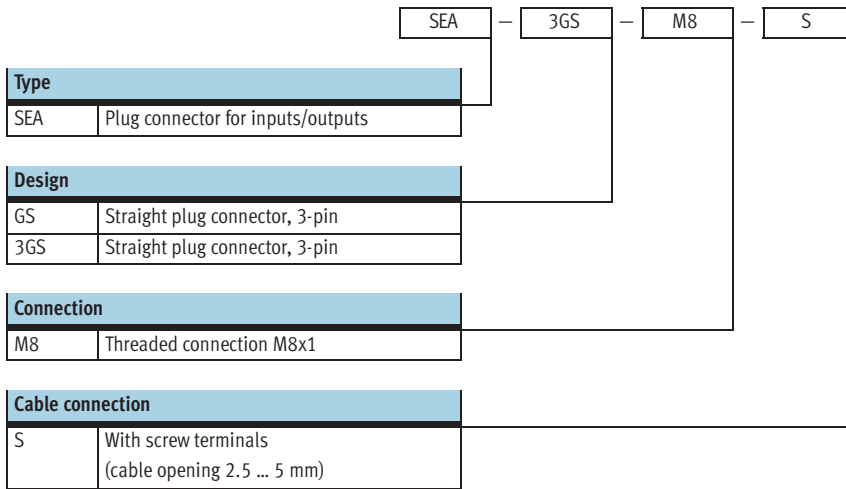 SEA – 3GS – M8 – S
Type
SEA Plug connector for inputs/outputs
Design
GS Straight plug connector, 3-pin
3GS Straight plug connector, 3-pin
Connection
M8 Threaded connection M8x1
Cable connection
S With screw terminals
(cable opening 2.5 … 5 mm)